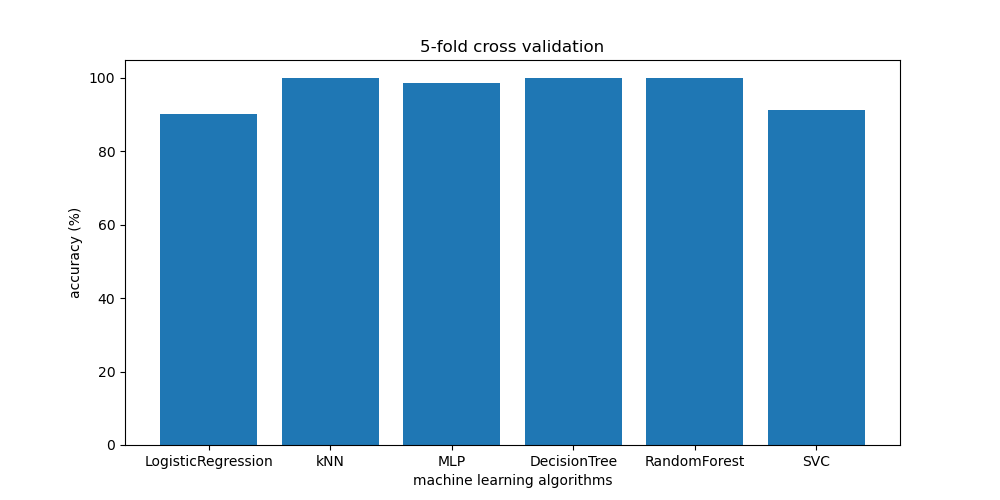 5-fold cross validation
accuracy (%)
100
80
60
40
20
0
LogisticRegression kNN MLP DecisionTree RandomForest SVC
machine learning algorithms